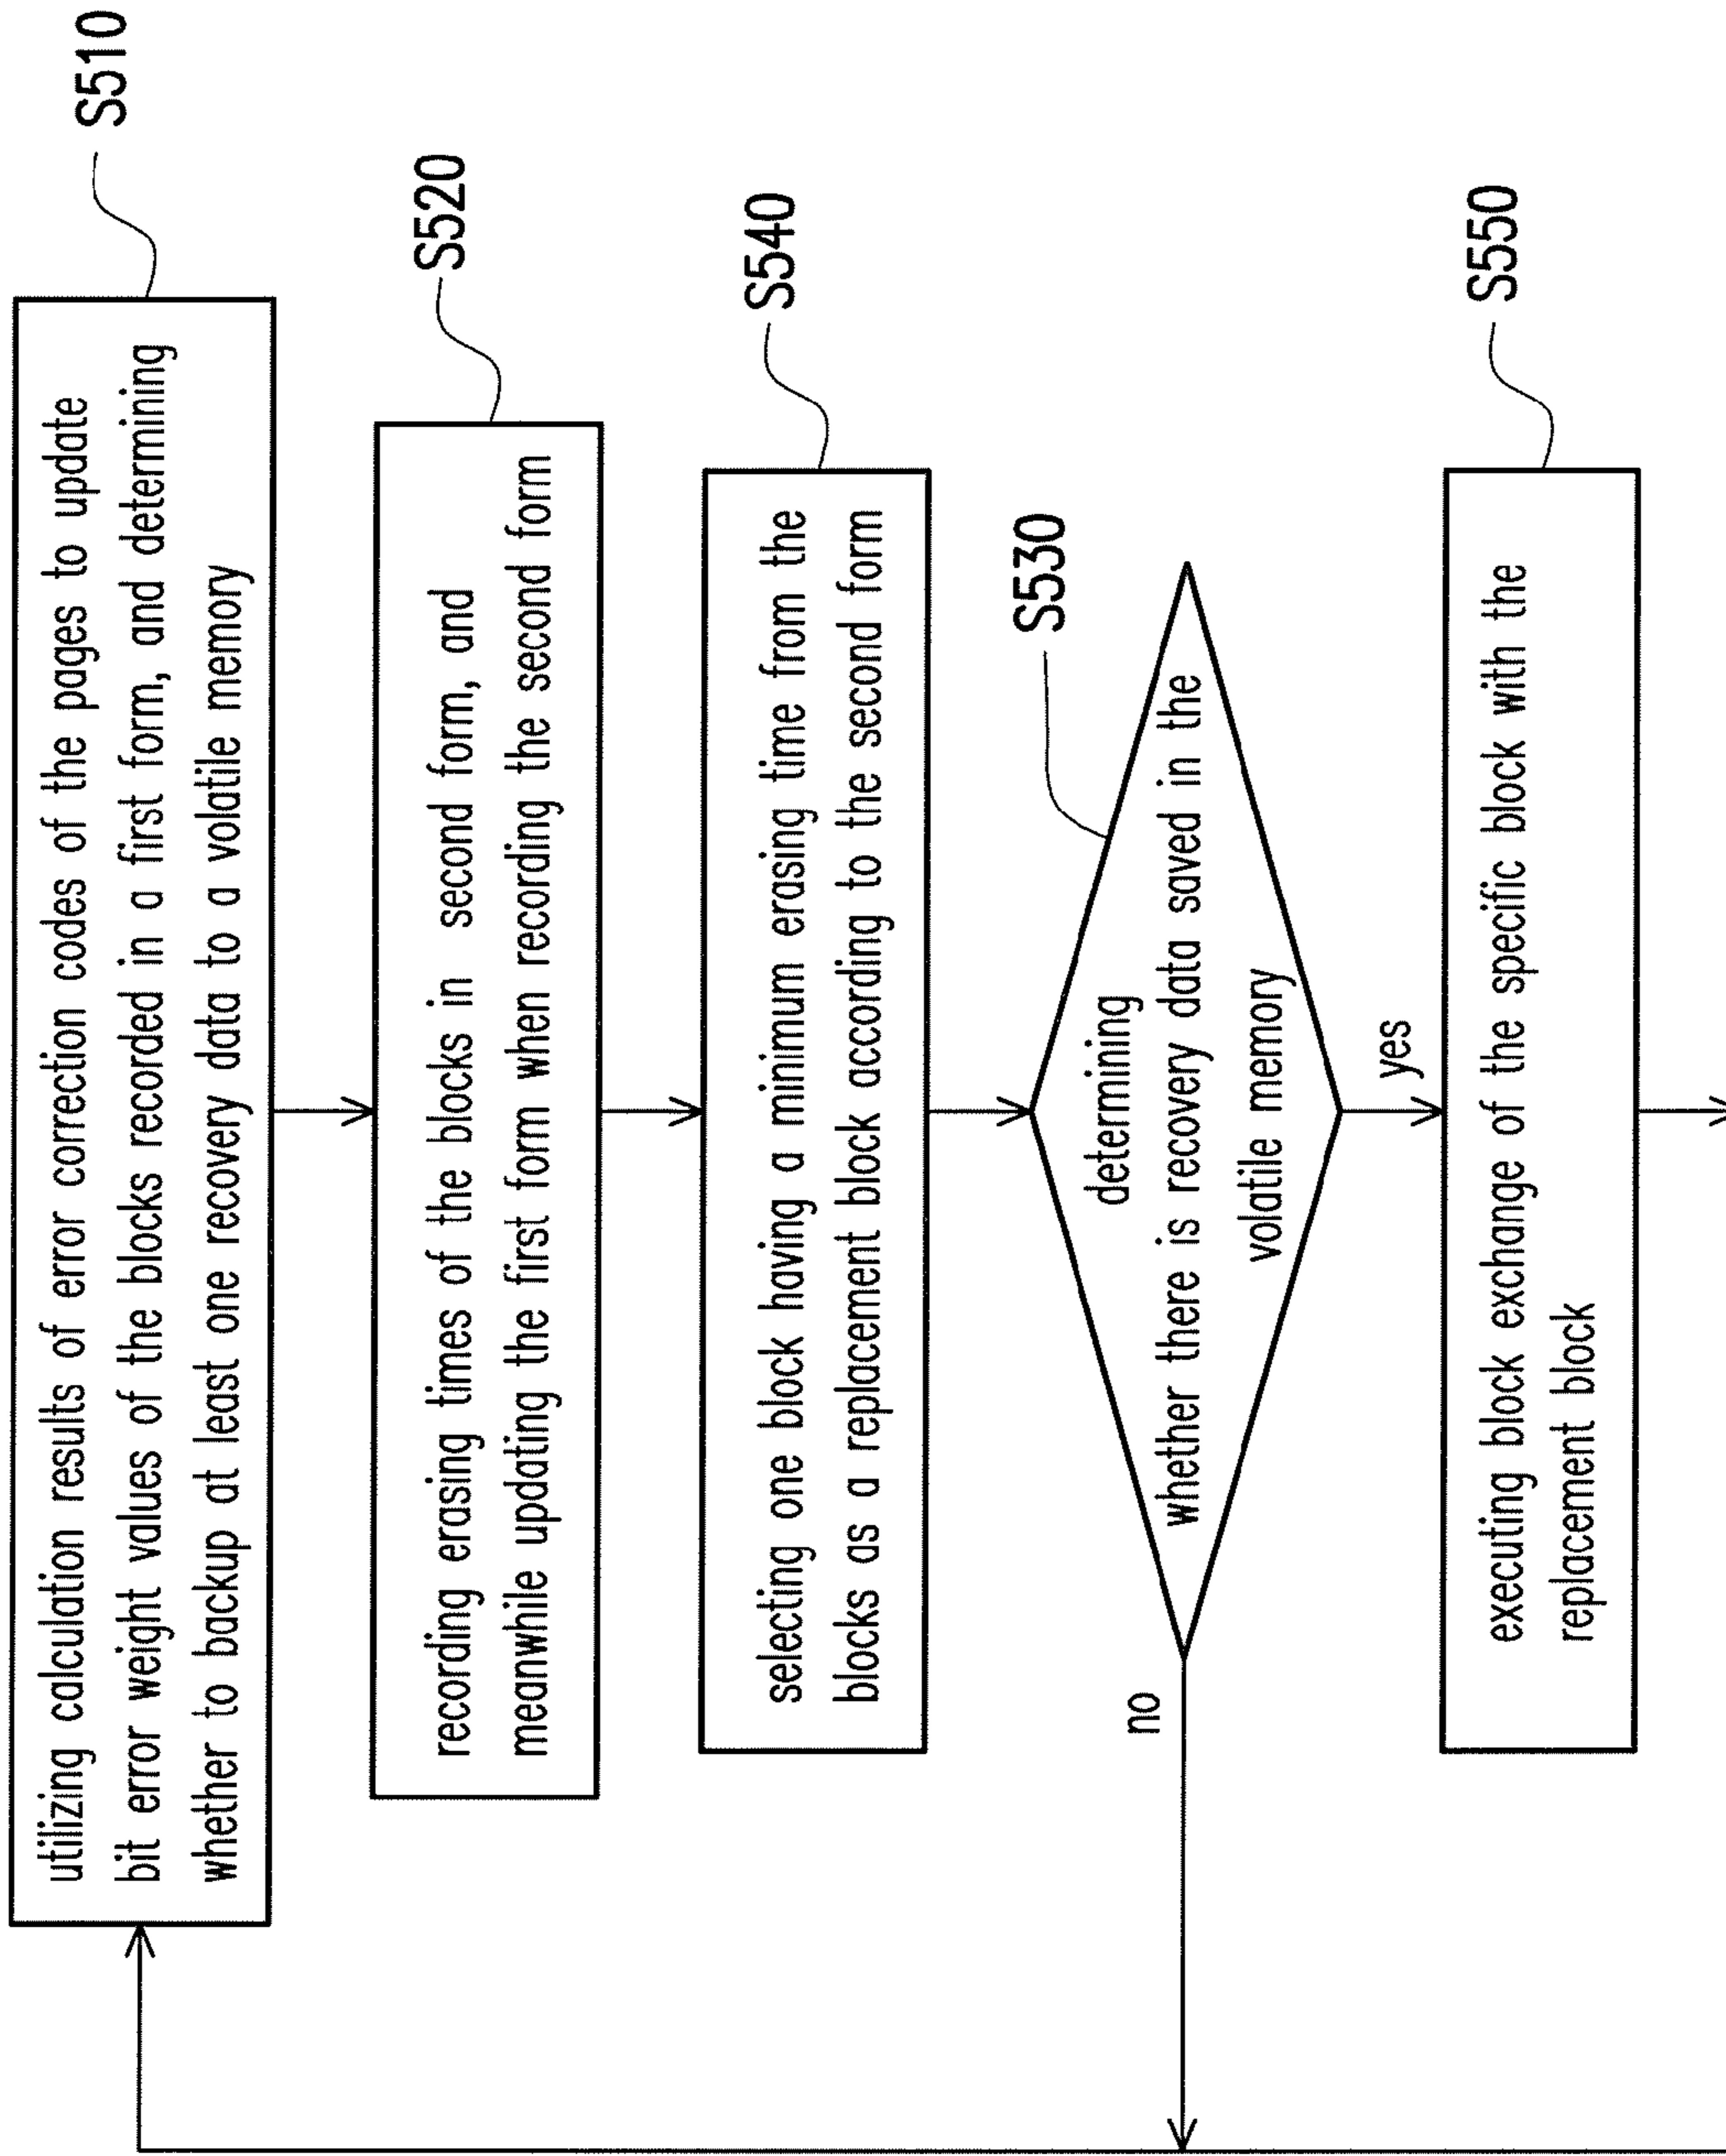 S510
utilizing calculation results of error correction codes of the pages to update
bit error weight values of the blocks recorded in a first form, and determining
whether to backup at least one recovery data to a volatile memory
S520
recording erasing times of the blocks in second form, and
meanwhile updating the first form when recording the second form
S540
selecting one block having a minimum erasing time from the
blocks as a replacement block according to the second form
S530
determining
whether there is recovery data saved in the
volatile memory
no
yes
S550
executing block exchange of the specific block with the
replacement block